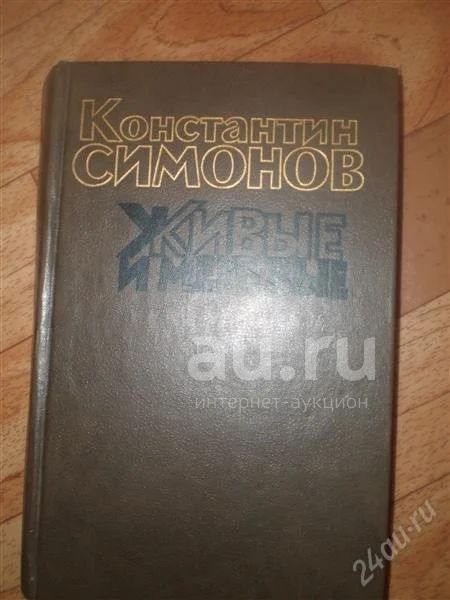 Константин
СИМОНОВ
ЖИВЫЕ
И МЕРТВЫЕ
au.ru
интернет-аукцион
24au.ru